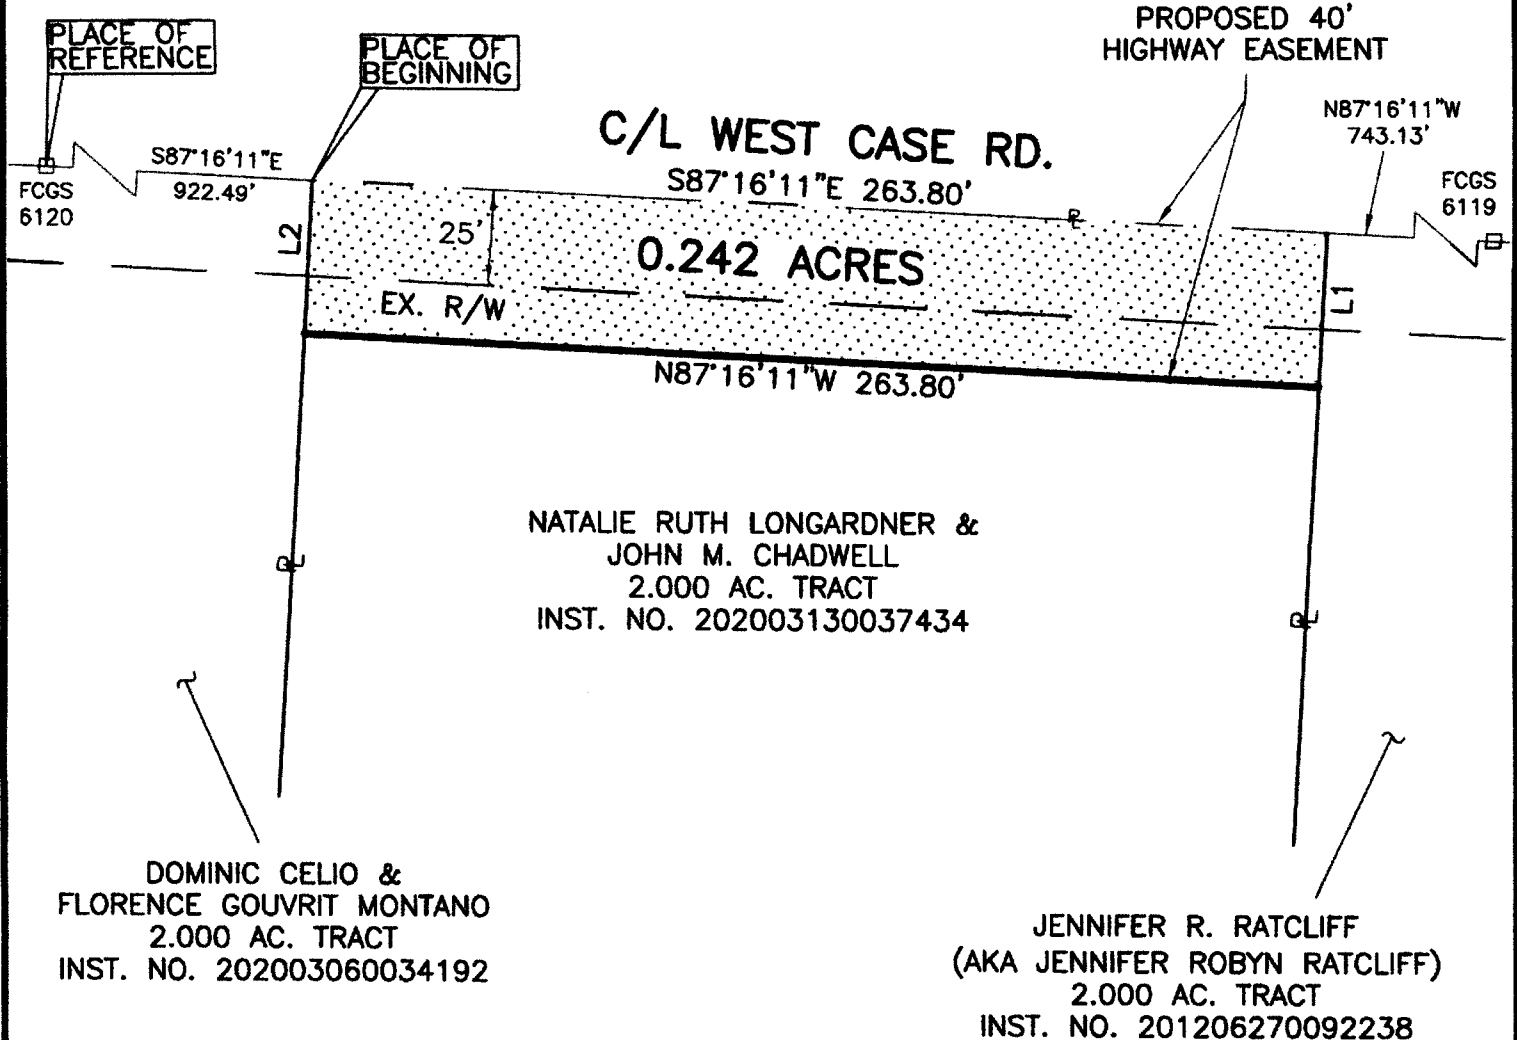 PLACE OF
REFERENCE
PLACE OF
BEGINNING
PROPOSED 40'
HIGHWAY EASEMENT
N87°16'11"W
743.13'
C/L WEST CASE RD.
S87°16'11"E
922.49'
S87°16'11"E 263.80'
FCGS
6120
FCGS
6119
L2
25'
0.242 ACRES
L1
EX. R/W
N87°16'11"W 263.80'
NATALIE RUTH LONGARDNER &
JOHN M. CHADWELL
2.000 AC. TRACT
INST. NO. 202003130037434
DOMINIC CELIO &
FLORENCE GOUVRIT MONTANO
2.000 AC. TRACT
INST. NO. 202003060034192
JENNIFER R. RATCLIFF
(AKA JENNIFER ROBYN RATCLIFF)
2.000 AC. TRACT
INST. NO. 201206270092238